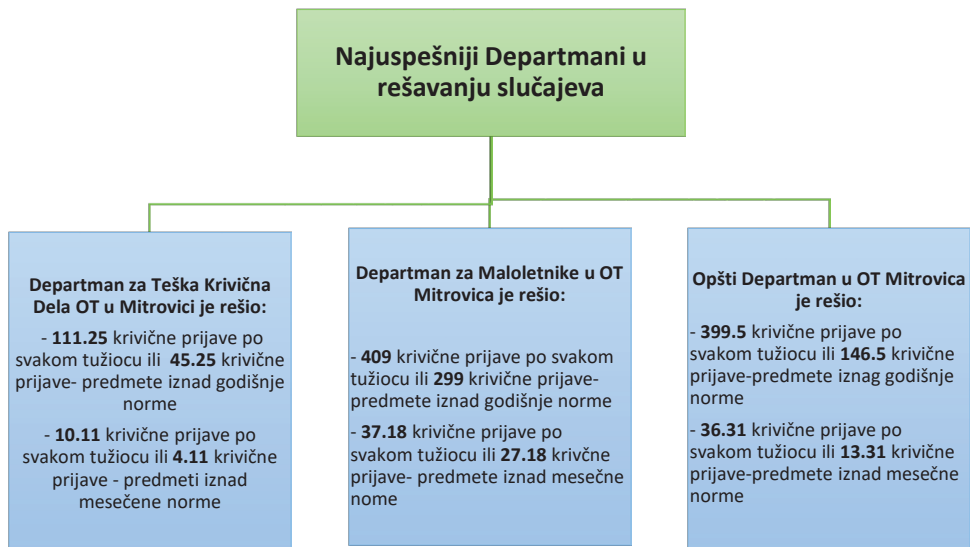 Najuspešniji Departmani u
rešavanju slučajeva
Departman za Teška Krivična
Dela OT u Mitrovici je rešio:
- 111.25 krivične prijave po
svakom tužiocu ili 45.25 krivične
prijave- predmete iznad godišnje
norme
- 10.11 krivične prijave po
svakom tužiocu ili 4.11 krivične
prijave - predmeti iznad
mesečene norme
Departman za Maloletnike u OT
Mitrovica je rešio:
- 409 krivične prijave po svakom
tužiocu ili 299 krivične prijave-
predmete iznad godišnje norme
- 37.18 krivične prijave po
svakom tužiocu ili 27.18 krivčne
prijave- predmete iznad mesečne
nome
Opšti Departman u OT Mitrovica
je rešio:
- 399.5 krivične prijave po
svakom tužiocu ili 146.5 krivične
prijave-predmete iznag godišnje
norme
- 36.31 krivične prijave po
svakom tužiocu ili 13.31 krivične
prijave-predmete iznad mesečne
norme